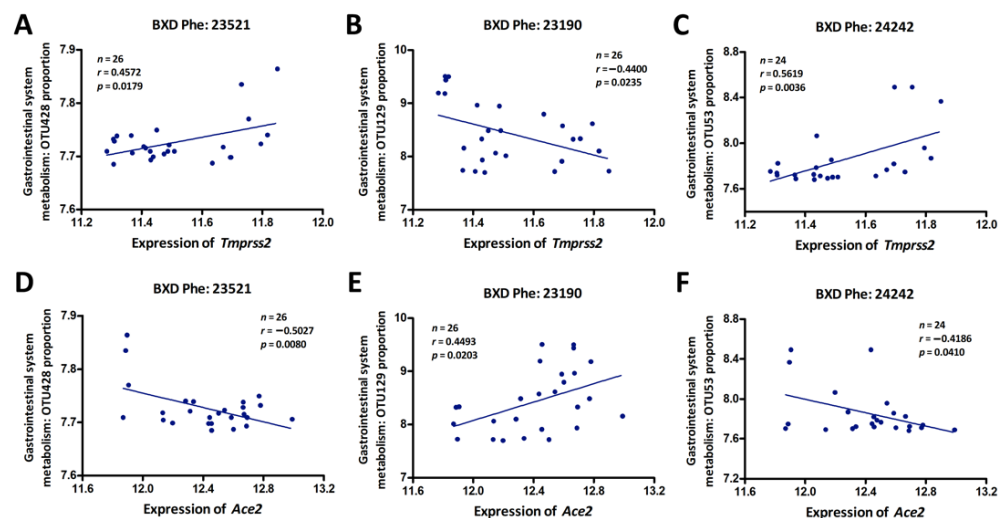 A
BXD Phe: 23521
n = 26
r = 0.4572
p = 0.0179
Gastrointestinal system
metabolism: OTU428 proportion
7.9
7.8
7.7
7.6
11.2
11.4
11.6
11.8
12.0
Expression of Tmprss2
B
BXD Phe: 23190
n = 26
r = −0.4400
p = 0.0235
Gastrointestinal system
metabolism: OTU129 proportion
10
9
8
7
11.2
11.4
11.6
11.8
12.0
Expression of Tmprss2
C
BXD Phe: 24242
n = 24
r = 0.5619
p = 0.0036
Gastrointestinal system
metabolism: OTU53 proportion
8.8
8.4
8.0
7.6
7.2
11.2
11.4
11.6
11.8
12.0
Expression of Tmprss2
D
BXD Phe: 23521
n = 26
r = −0.5027
p = 0.0080
Gastrointestinal system
metabolism: OTU428 proportion
7.9
7.8
7.7
7.6
11.6
12.0
12.4
12.8
13.2
Expression of Ace2
E
BXD Phe: 23190
n = 26
r = 0.4493
p = 0.0203
Gastrointestinal system
metabolism: OTU129 proportion
10
9
8
7
11.6
12.0
12.4
12.8
13.2
Expression of Ace2
F
BXD Phe: 24242
n = 24
r = −0.4186
p = 0.0410
Gastrointestinal system
metabolism: OTU53 proportion
8.8
8.4
8.0
7.6
7.2
11.6
12.0
12.4
12.8
13.2
Expression of Ace2